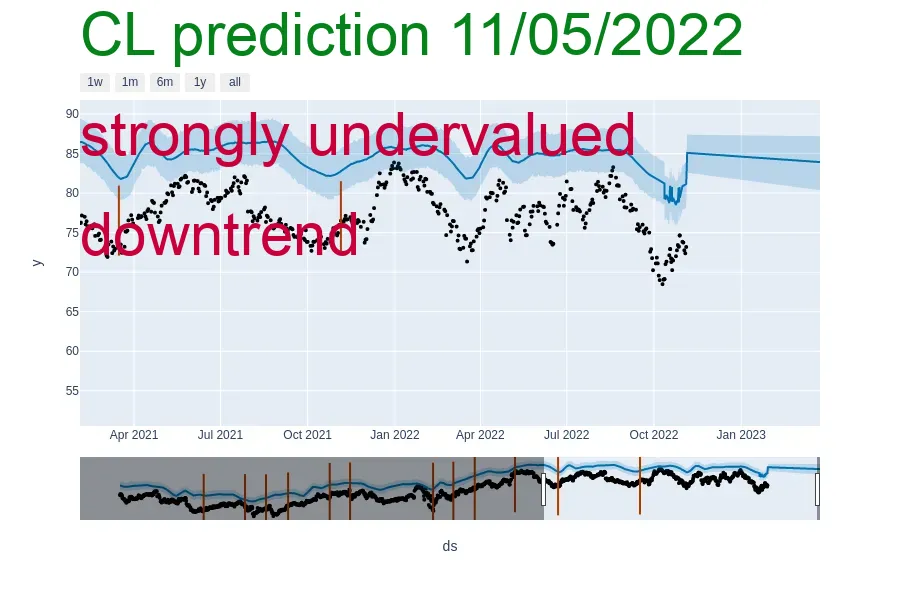 CL prediction 11/05/2022
1w 1m 6m 1y all
strongly undervalued
downtrend
90
85
80
75
70
65
60
55
y
Apr 2021 Jul 2021 Oct 2021 Jan 2022 Apr 2022 Jul 2022 Oct 2022 Jan 2023
ds